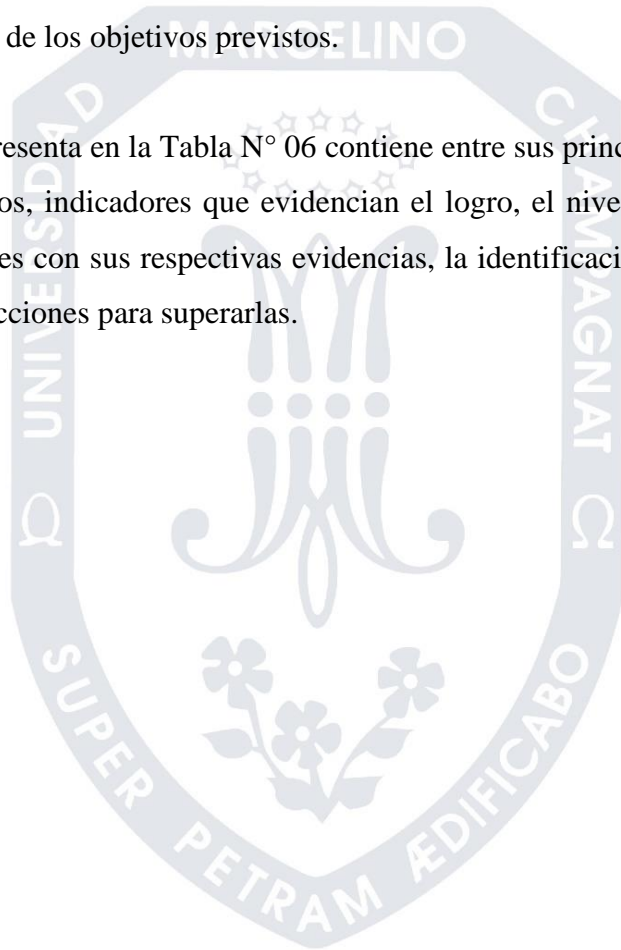 de los objetivos previstos.
resenta en la Tabla N° 06 contiene entre sus princ
os, indicadores que evidencian el logro, el nive
es con sus respectivas evidencias, la identificaci
cciones para superarlas.
UNIVERSIDAD MARCELINO CHAMPAGNAT
SUPER PETRAM ÆDIFICABO